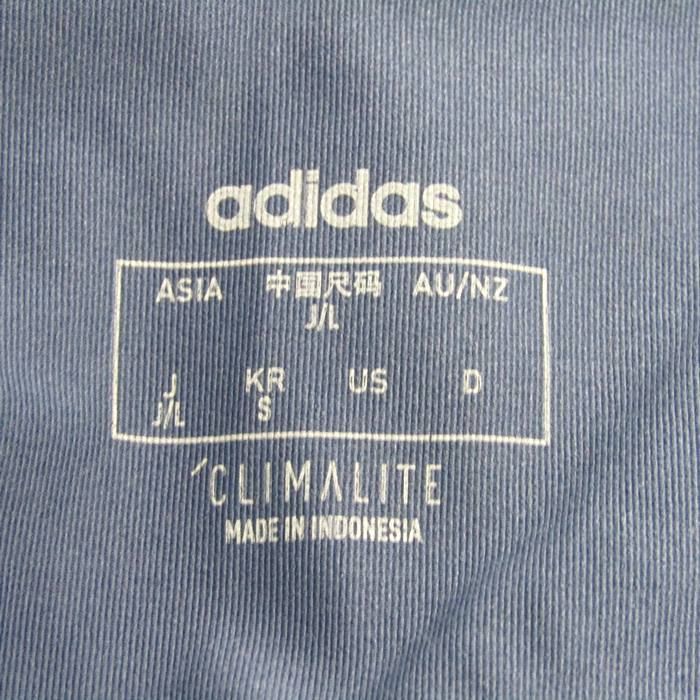 adidas
ASIA 中国尺码 AU/NZ
J/L
J KR US D
J/L S
CLIMALITE
MADE IN INDONESIA